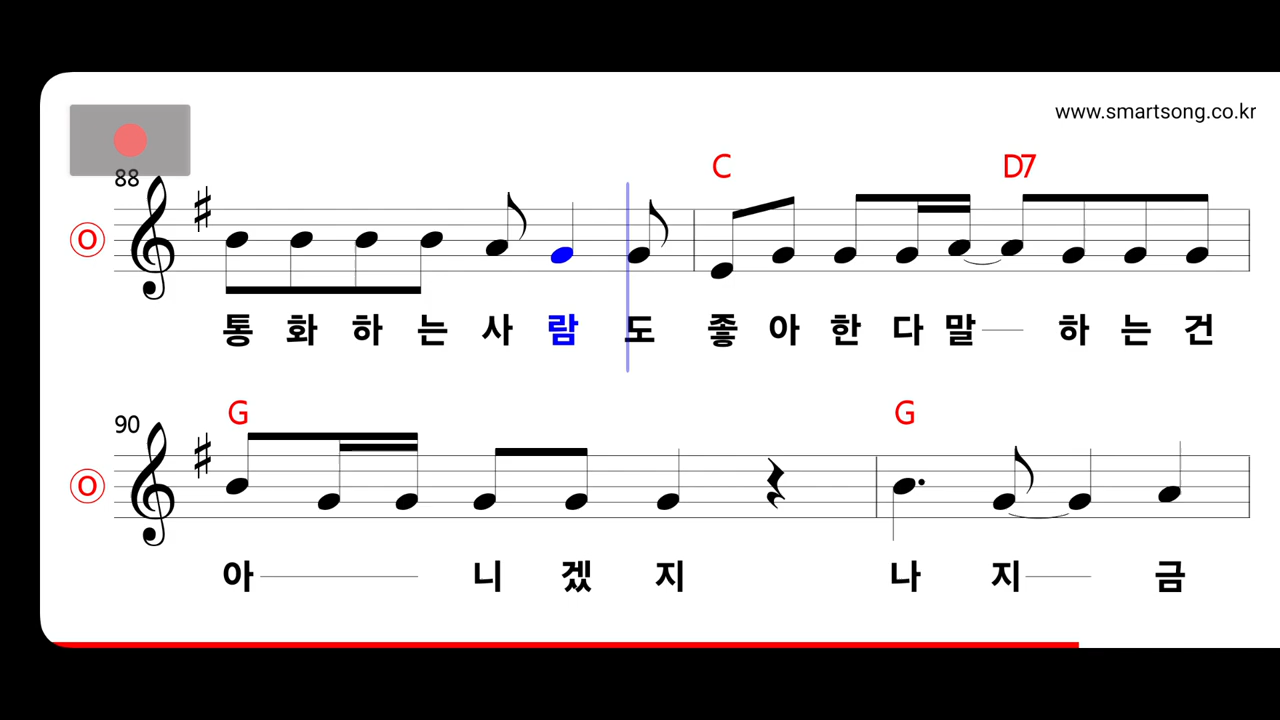 www.smartsong.co.kr
C D7
88
O
통 화 하 는 사 람 도 좋 아 한 다 말 하 는 건
G G
90
O
아 니 겠 지 나 지 금